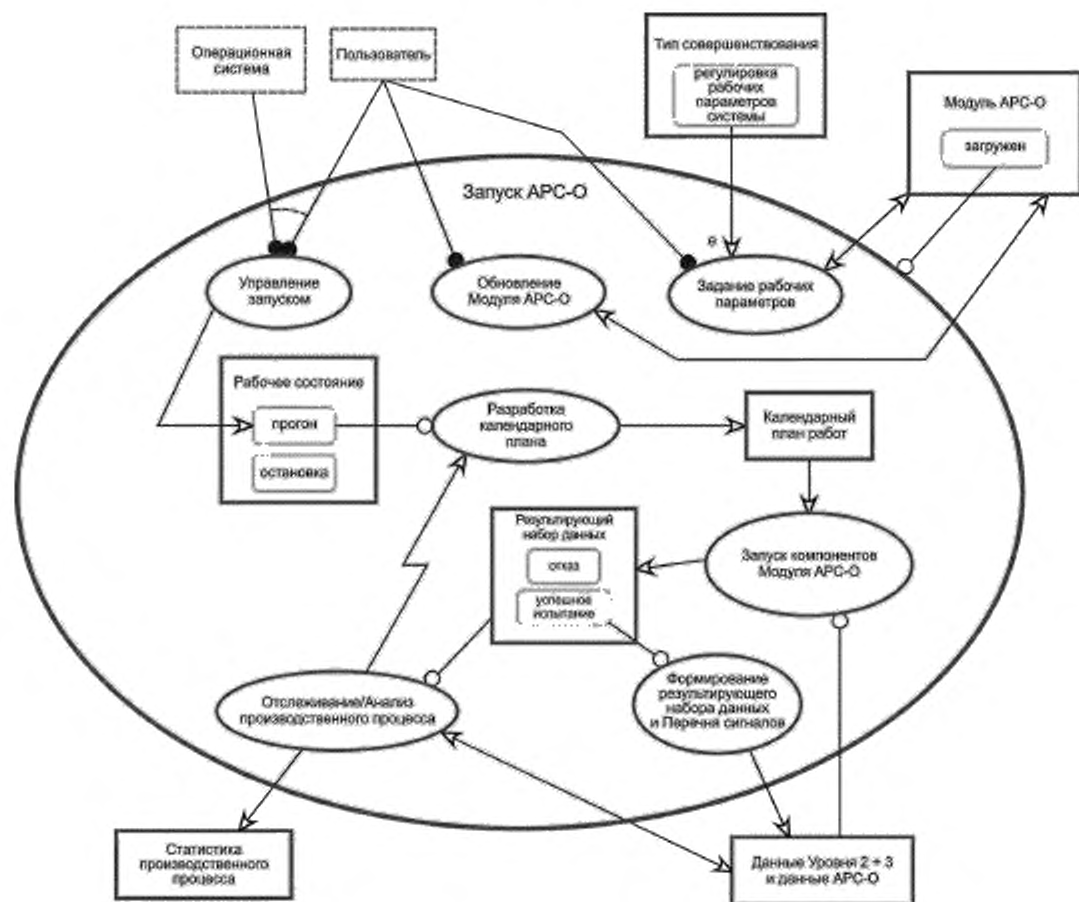 Операционная
система
Пользователь
Тип совершенствования
регулировка
рабочих
параметров
системы
Модуль АРС-О
загружен
Запуск АРС-О
е
Управление
запуском
Обновление
Модуля АРС-О
Задание рабочих
параметров
Рабочее состояние
прогон
остановка
Разработка
календарного
плана
Календарный
план работ
Результирующий
набор данных
отказ
успешное
испытание
Запуск компонентов
Модуля АРС-О
Отслеживание/Анализ
производственного процесса
Формирование
результирующего
набора данных
и Перечня сигналов
Статистика
производственного
процесса
Данные Уровня 2 + 3
и данные АРС-О